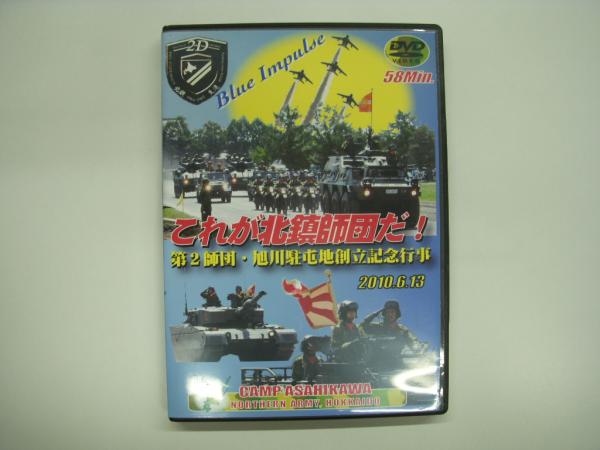 2D
Blue Impulse
DVD
VIDEO
58Min.
これが北鎮師団だ!
第2師団・旭川駐屯地創立記念行事
2010.6.13
CAMP ASAHIKAWA
NORTHERN ARMY, HOKKAIDO